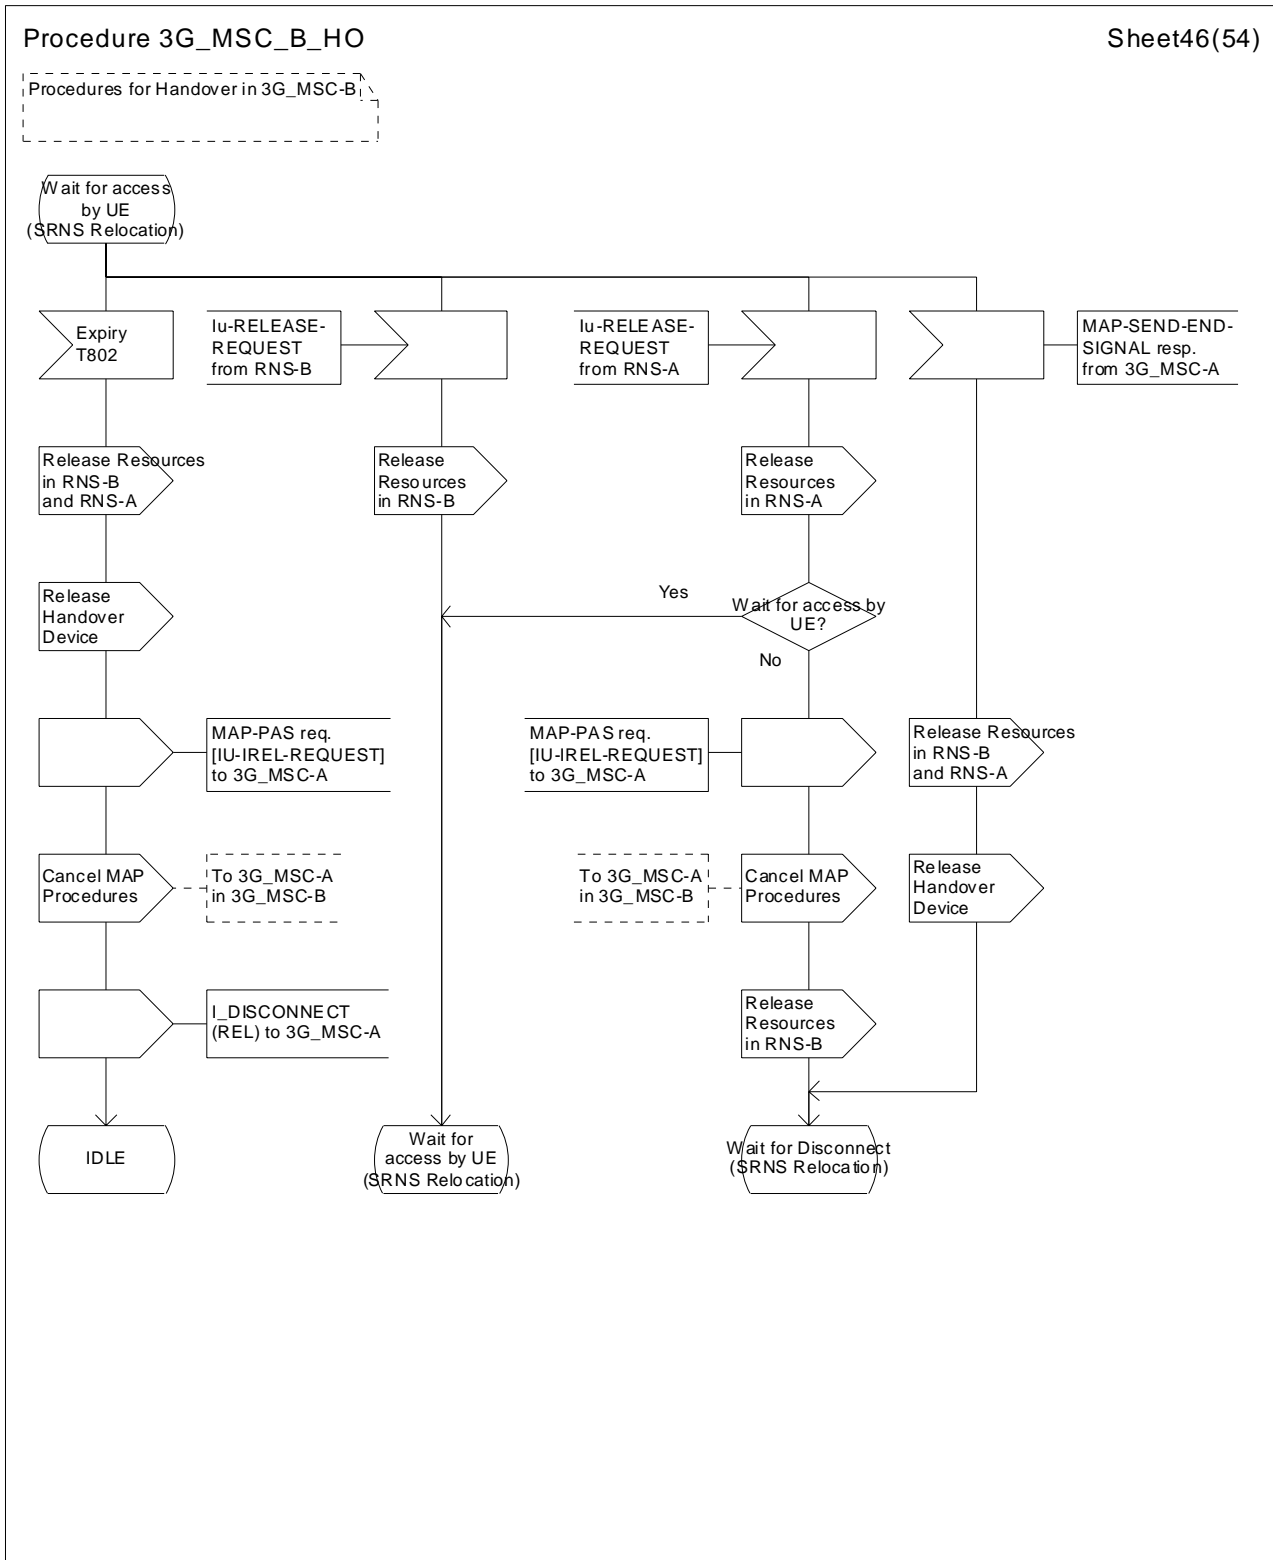 Procedure 3G_MSC_B_HO
Sheet46(54)
Procedures for Handover in 3G_MSC-B
Wait for access
by UE
(SRNS Relocation)
Expiry
T802
Iu-RELEASE-
REQUEST
from RNS-B
Iu-RELEASE-
REQUEST
from RNS-A
MAP-SEND-END-
SIGNAL resp.
from 3G_MSC-A
Release Resources
in RNS-B
and RNS-A
Release
Resources
in RNS-B
Release
Resources
in RNS-A
Release
Handover
Device
Yes
Wait for access by
UE?
No
MAP-PAS req.
[IU-IREL-REQUEST]
to 3G_MSC-A
MAP-PAS req.
[IU-IREL-REQUEST]
to 3G_MSC-A
Release Resources
in RNS-B
and RNS-A
Cancel MAP
Procedures
To 3G_MSC-A
in 3G_MSC-B
To 3G_MSC-A
in 3G_MSC-B
Cancel MAP
Procedures
Release
Handover
Device
I_DISCONNECT
(REL) to 3G_MSC-A
Release
Resources
in RNS-B
IDLE
Wait for
access by UE
(SRNS Relocation)
Wait for Disconnect
(SRNS Relocation)